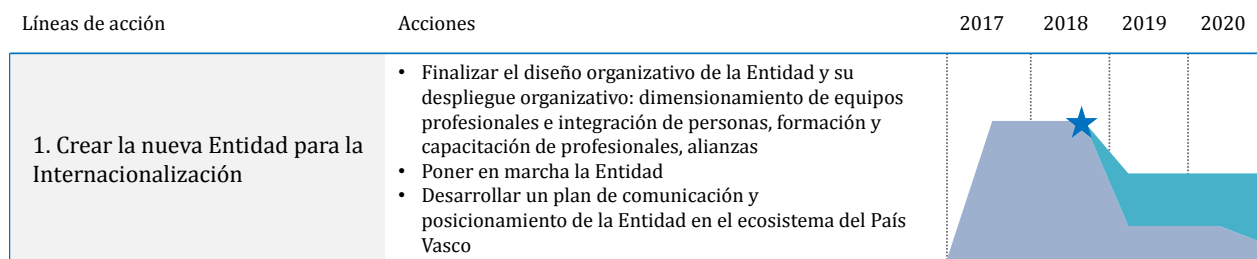 Líneas de acción Acciones 2017 2018 2019 2020
1. Crear la nueva Entidad para la
Internacionalización
• Finalizar el diseño organizativo de la Entidad y su
despliegue organizativo: dimensionamiento de equipos
profesionales e integración de personas, formación y
capacitación de profesionales, alianzas
• Poner en marcha la Entidad
• Desarrollar un plan de comunicación y
posicionamiento de la Entidad en el ecosistema del País
Vasco